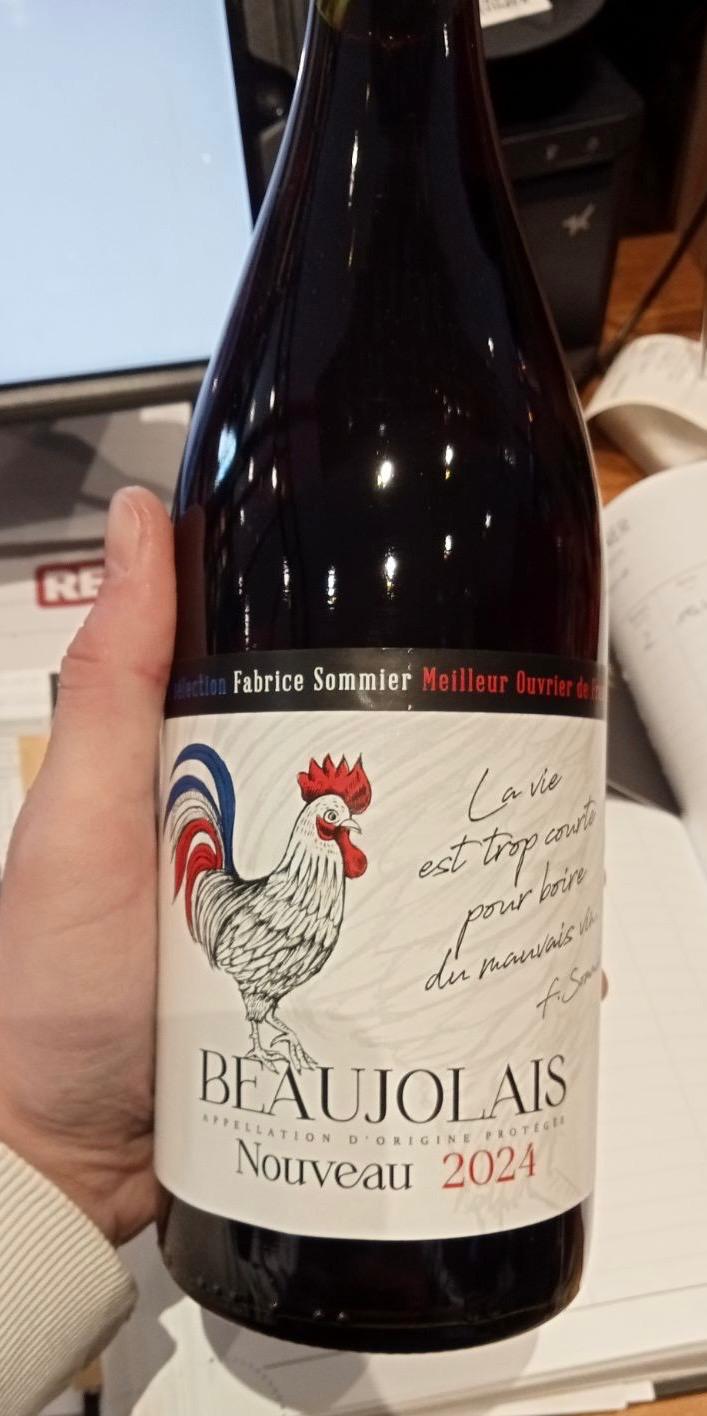 Sélection Fabrice Sommier Meilleur Ouvrier de
La vie
est trop courte
pour boire
du mauvais
BEAUJOLAIS
APPELLATION D'ORIGINE PROTÉGÉE
Nouveau 2024